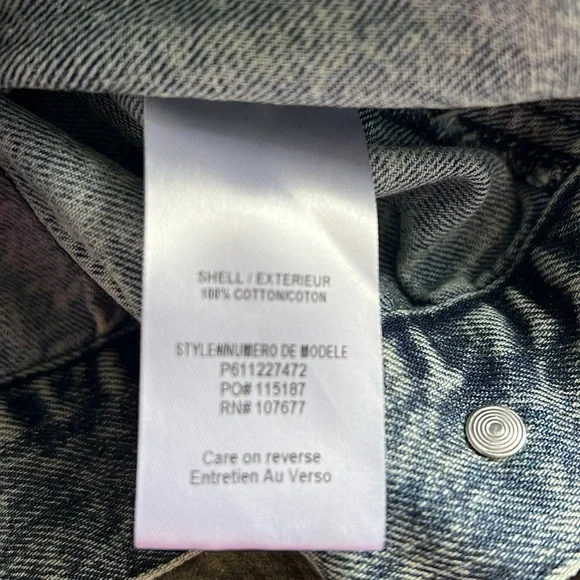 SHELL / EXTERIEUR
100% COTTON/COTON
STYLE#/NUMERO DE MODELE
P611227472
PO# 115187
RN# 107677
Care on reverse
Entretien Au Verso